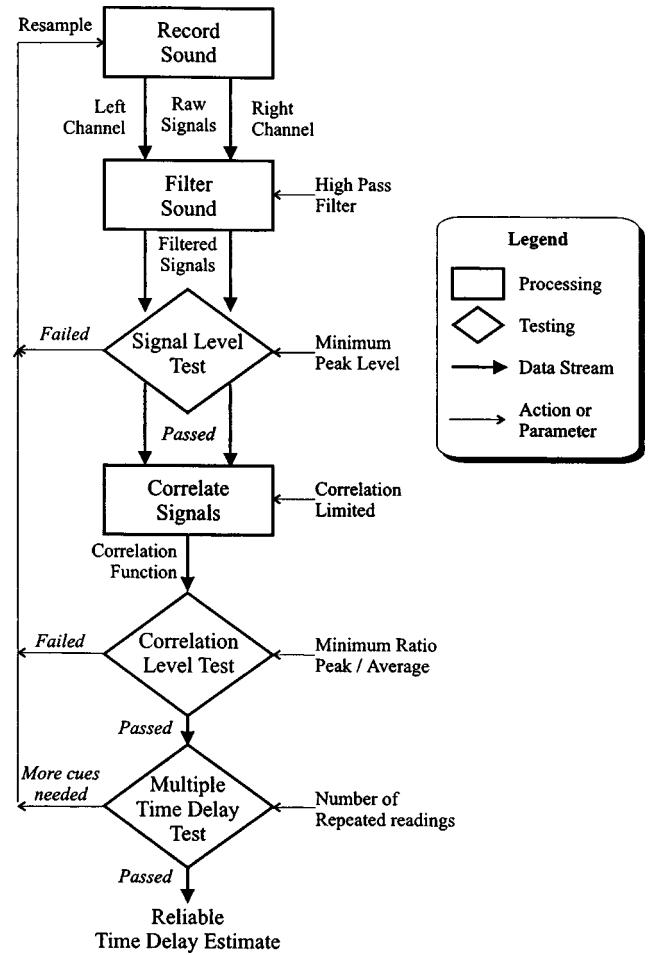 Resample
Record
Sound
Left
Channel
Raw
Signals
Right
Channel
Filter
Sound
High Pass
Filter
Filtered
Signals
Failed
Signal Level
Test
Minimum
Peak Level
Passed
Correlate
Signals
Correlation
Limited
Correlation
Function
Failed
Correlation
Level Test
Minimum Ratio
Peak / Average
Passed
More cues
needed
Multiple
Time Delay
Test
Number of
Repeated readings
Passed
Reliable
Time Delay Estimate
Legend
Processing
Testing
Data Stream
Action or
Parameter